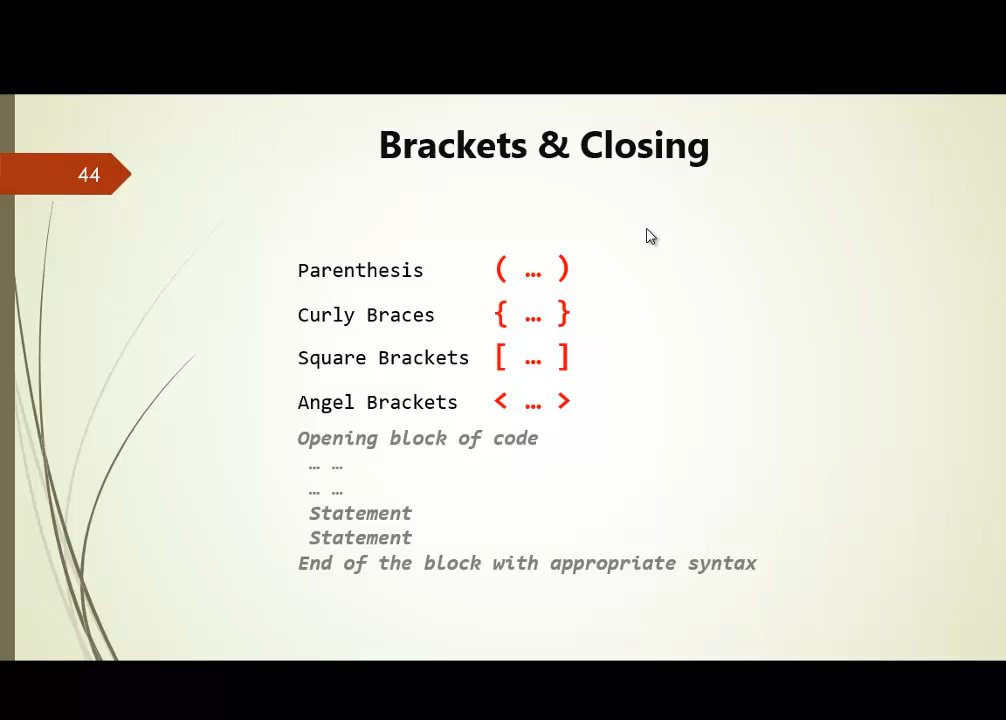 Brackets & Closing
44
Parenthesis ( … )
Curly Braces { … }
Square Brackets [ … ]
Angel Brackets < … >
Opening block of code
… …
… …
Statement
Statement
End of the block with appropriate syntax